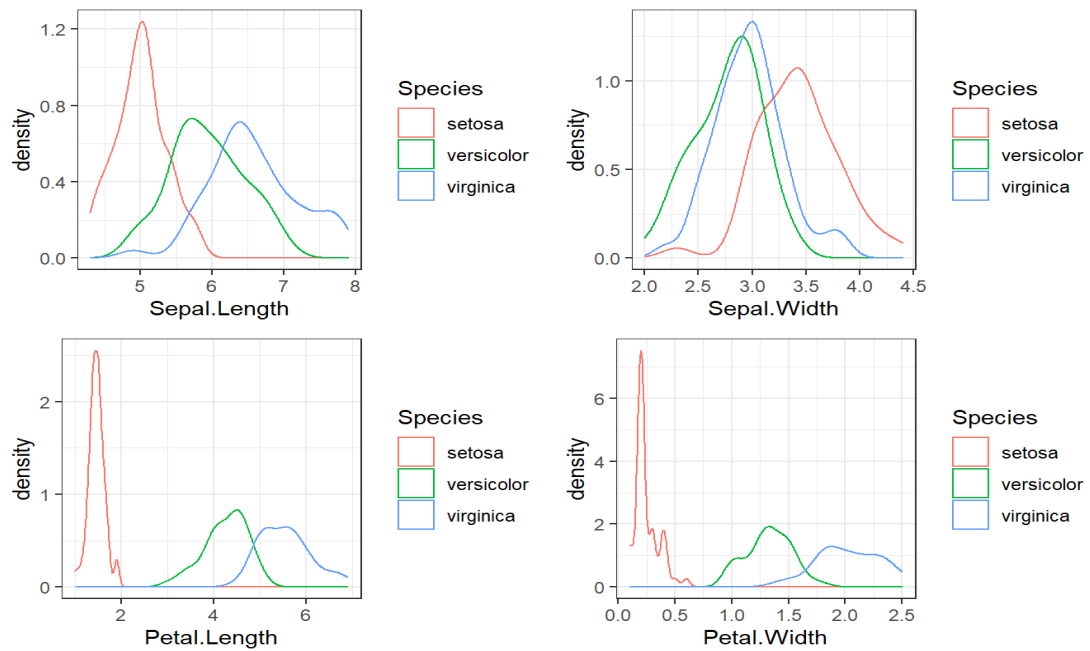 1.2
0.8
0.4
0.0
density
5 6 7 8
Sepal.Length
Species
setosa
versicolor
virginica
1.0
0.5
0.0
density
2.0 2.5 3.0 3.5 4.0 4.5
Sepal.Width
Species
setosa
versicolor
virginica
2
1
0
density
2 4 6
Petal.Length
Species
setosa
versicolor
virginica
6
4
2
0
density
0.0 0.5 1.0 1.5 2.0 2.5
Petal.Width
Species
setosa
versicolor
virginica